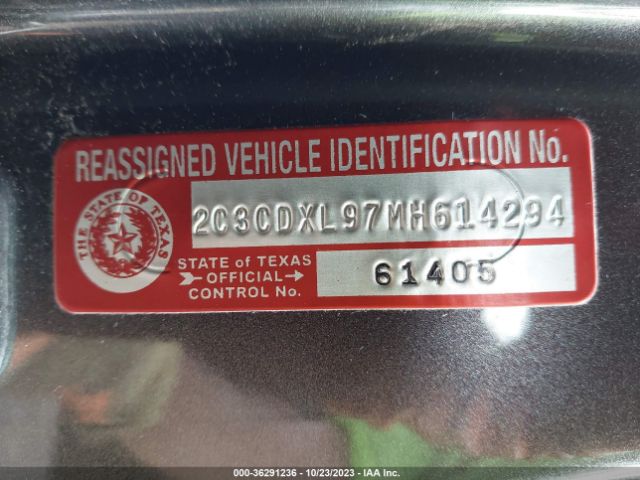 REASSIGNED VEHICLE IDENTIFICATION No.
2C3CDXL97MH614294
THE STATE OF TEXAS
STATE of TEXAS
OFFICIAL
CONTROL No.
61405
000-36291236 - 10/23/2023 - IAA Inc.